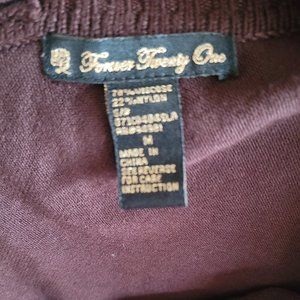 Forever Twenty One
78% VISCOSE
22% NYLON
S/P
M
MADE IN
CHINA
SEE REVERSE
FOR CARE
INSTRUCTION